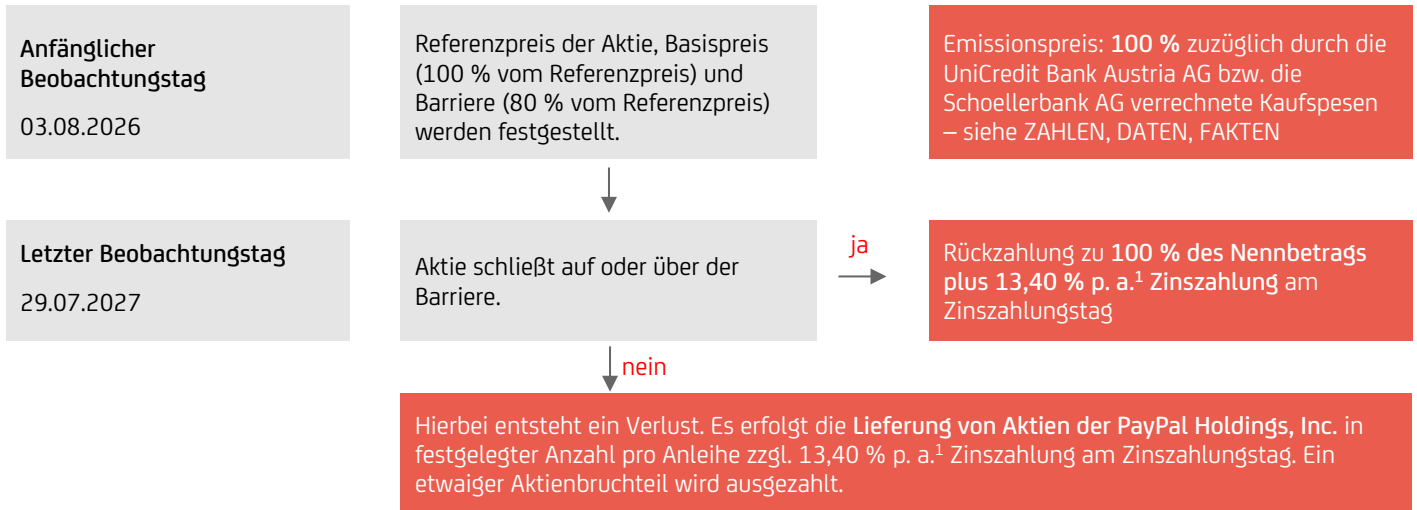 Anfänglicher
Beobachtungstag
03.08.2026
Referenzpreis der Aktie, Basispreis
(100 % vom Referenzpreis) und
Barriere (80 % vom Referenzpreis)
werden festgestellt.
Emissionspreis: 100 % zuzüglich durch die
UniCredit Bank Austria AG bzw. die
Schoellerbank AG verrechnete Kaufspesen
– siehe ZAHLEN, DATEN, FAKTEN
Letzter Beobachtungstag
29.07.2027
Aktie schließt auf oder über der
Barriere.
ja
Rückzahlung zu 100 % des Nennbetrags
plus 13,40 % p. a.¹ Zinszahlung am
Zinszahlungstag
nein
Hierbei entsteht ein Verlust. Es erfolgt die Lieferung von Aktien der PayPal Holdings, Inc. in
festgelegter Anzahl pro Anleihe zzgl. 13,40 % p. a.¹ Zinszahlung am Zinszahlungstag. Ein
etwaiger Aktienbruchteil wird ausgezahlt.